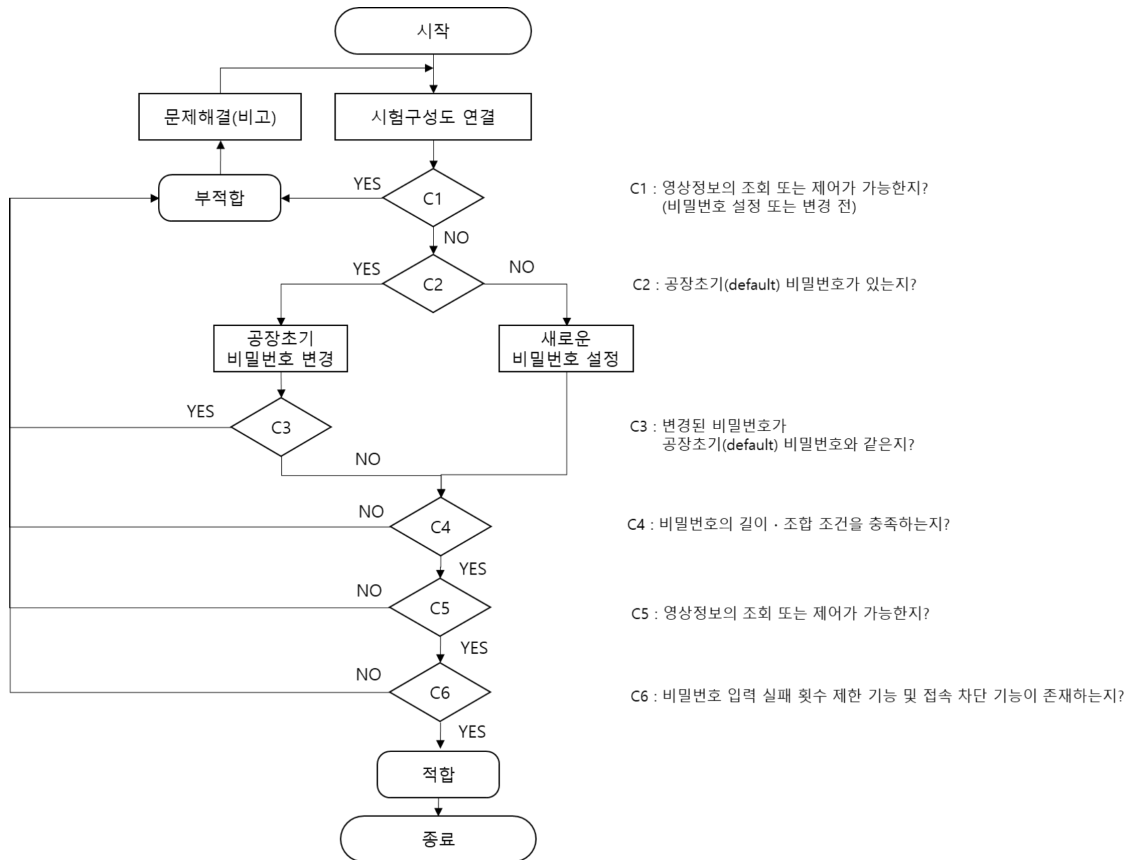 시작
문제해결(비고)
시험구성도 연결
부적합
YES
C1
C1 : 영상정보의 조회 또는 제어가 가능한지?
(비밀번호 설정 또는 변경 전)
NO
YES
C2
NO
C2 : 공장초기(default) 비밀번호가 있는지?
공장초기
비밀번호 변경
새로운
비밀번호 설정
YES
C3
C3 : 변경된 비밀번호가
공장초기(default) 비밀번호와 같은지?
NO
NO
C4
C4 : 비밀번호의 길이 · 조합 조건을 충족하는지?
YES
NO
C5
C5 : 영상정보의 조회 또는 제어가 가능한지?
YES
NO
C6
C6 : 비밀번호 입력 실패 횟수 제한 기능 및 접속 차단 기능이 존재하는지?
YES
적합
종료